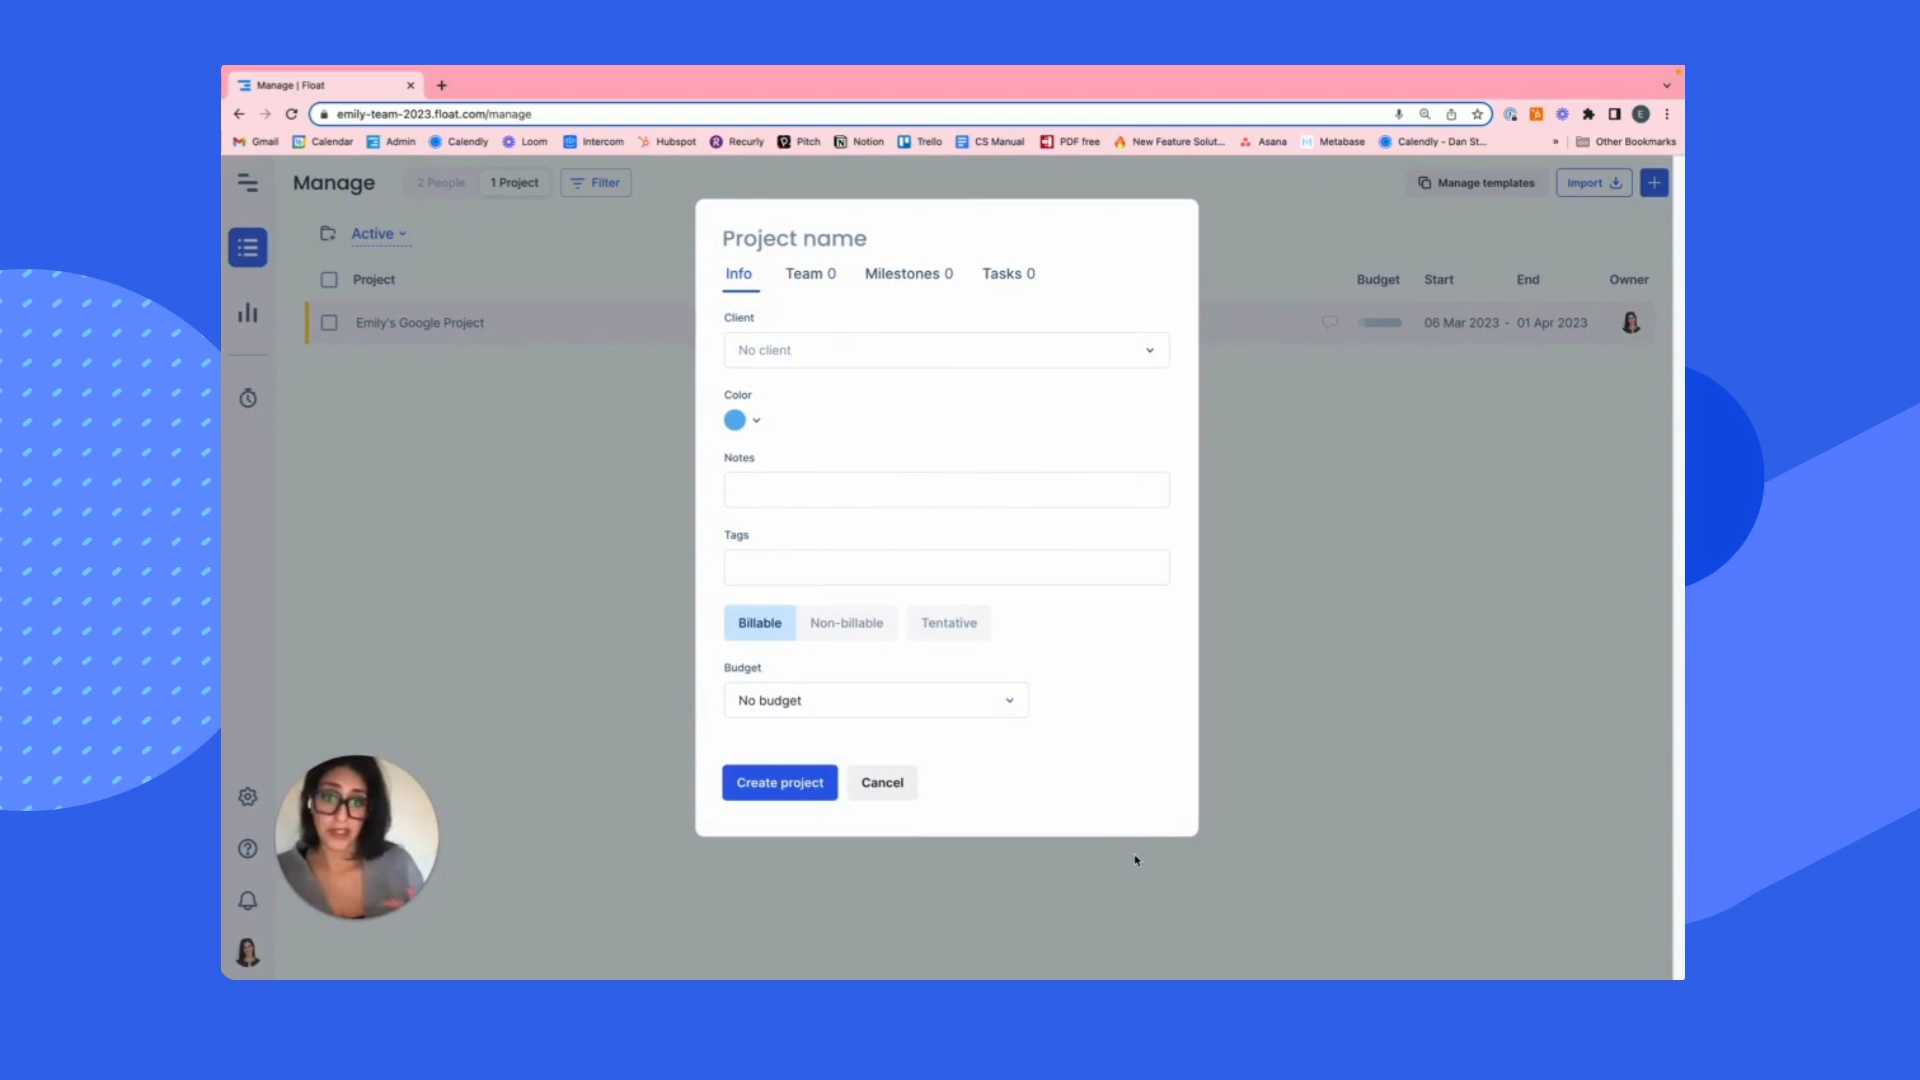 Manage | Float
emily-team-2023.float.com/manage
E
Gmail Calendar Admin Calendly Loom Intercom Hubspot Recurly Pitch Notion Trello CS Manual PDF free New Feature Solut... Asana Metabase Calendly - Dan St... » Other Bookmarks
Manage 2 People 1 Project Filter Manage templates Import
Active
Project Budget Start End Owner
Emily's Google Project 06 Mar 2023 - 01 Apr 2023
Project name
Info Team 0 Milestones 0 Tasks 0
Client
No client
Color
Notes
Tags
Billable Non-billable Tentative
Budget
No budget
Create project Cancel